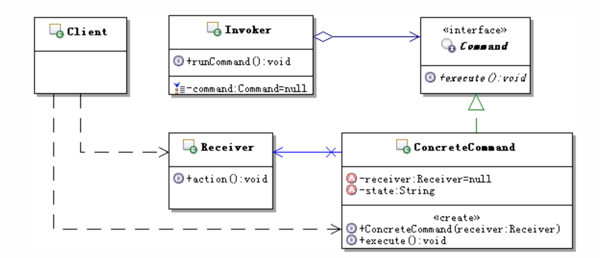 Client
Invoker
+runCommand():void
-command:Command=null
«interface»
Command
+execute():void
Receiver
+action():void
ConcreteCommand
-receiver:Receiver=null
-state:String
«create»
+ConcreteCommand(receiver:Receiver)
+execute():void